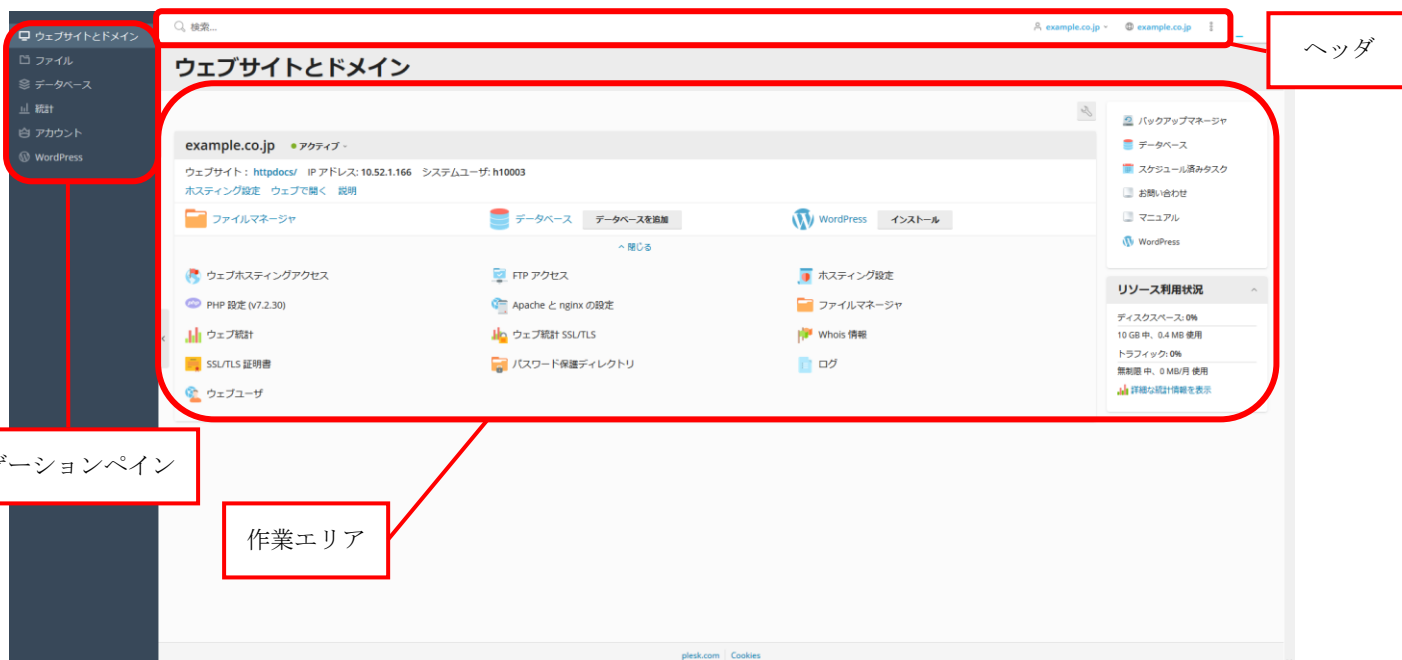 検索...
example.co.jp
example.co.jp
ヘッダ
ウェブサイトとドメイン
ファイル
データベース
統計
アカウント
WordPress
ウェブサイトとドメイン
example.co.jp アクティブ
ウェブサイト: httpdocs/ IP アドレス: 10.52.1.166 システムユーザ: h10003
ホスティング設定 ウェブで開く 説明
ファイルマネージャ データベース データベースを追加 WordPress インストール
閉じる
ウェブホスティングアクセス FTP アクセス ホスティング設定
PHP 設定 (v7.2.30) Apache と nginx の設定 ファイルマネージャ
ウェブ統計 ウェブ統計 SSL/TLS Whois 情報
SSL/TLS 証明書 パスワード保護ディレクトリ ログ
ウェブユーザ
バックアップマネージャ
データベース
スケジュール済みタスク
お問い合わせ
マニュアル
WordPress
リソース利用状況
ディスクスペース: 0%
10 GB 中、0.4 MB 使用
トラフィック: 0%
無制限 中、0 MB/月 使用
詳細な統計情報を表示
ゲーションペイン
作業エリア
plesk.com Cookies